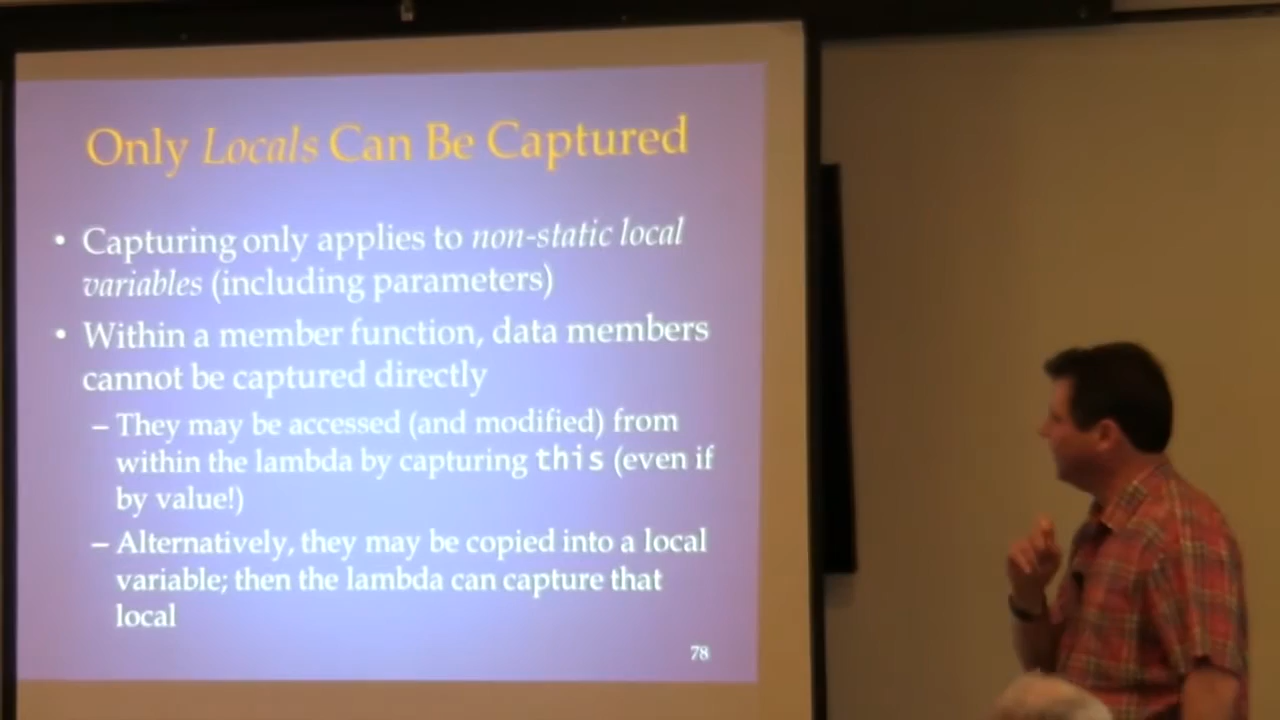 Only Locals Can Be Captured
• Capturing only applies to non-static local
variables (including parameters)
• Within a member function, data members
cannot be captured directly
– They may be accessed (and modified) from
within the lambda by capturing this (even if
by value!)
– Alternatively, they may be copied into a local
variable; then the lambda can capture that
local
78